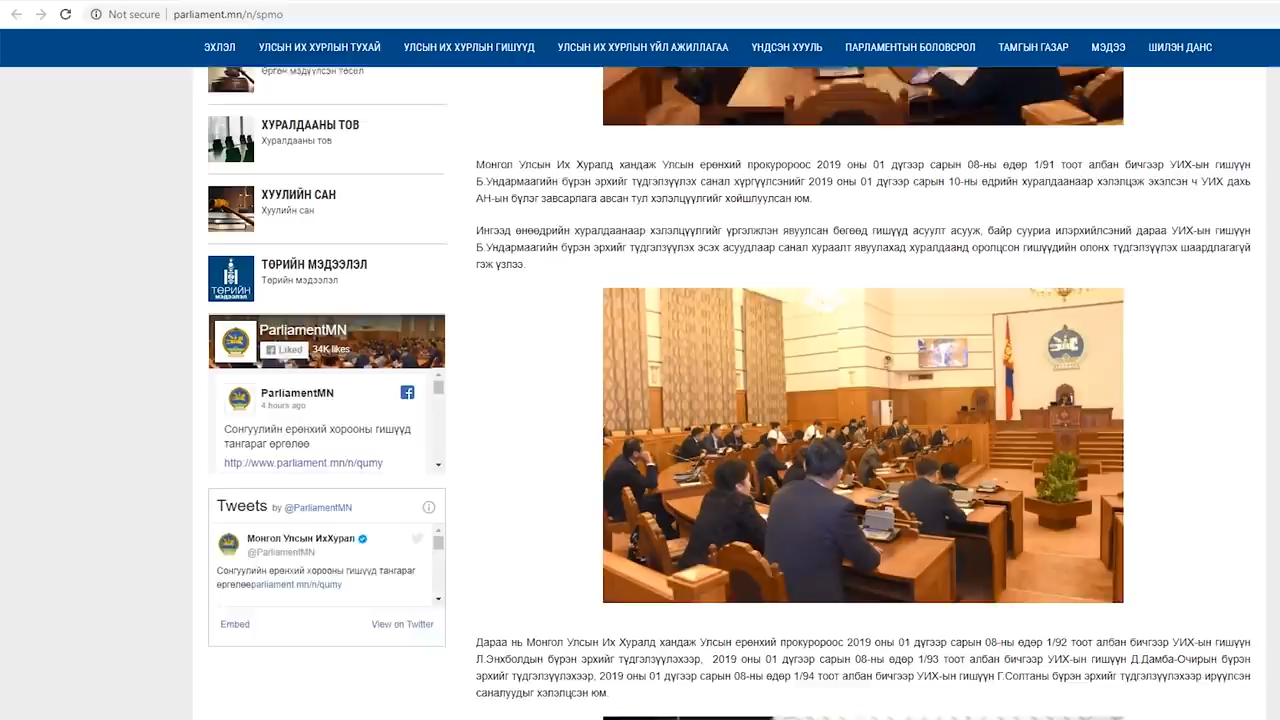 Not secure
parliament.mn/n/spmo
ЭХЛЭЛ
УЛСЫН ИХ ХУРЛЫН ТУХАЙ
УЛСЫН ИХ ХУРЛЫН ГИШҮҮД
УЛСЫН ИХ ХУРЛЫН ҮЙЛ АЖИЛЛАГАА
ҮНДСЭН ХУУЛЬ
ПАРЛАМЕНТЫН БОЛОВСРОЛ
ТАМГЫН ГАЗАР
МЭДЭЭ
ШИЛЭН ДАНС
Өргөн мэдүүлсэн төсөл
ХУРАЛДААНЫ ТОВ
Хуралдааны тов
ХУУЛИЙН САН
Хуулийн сан
ТӨРИЙН МЭДЭЭЛЭЛ
Төрийн мэдээлэл
ТӨРИЙН
МЭДЭЭЛЭЛ
ParliamentMN
Liked
34K likes
ParliamentMN
4 hours ago
Сонгуулийн ерөнхий хорооны гишүүд
тангараг өргөлөө
http://www.parliament.mn/n/qumy
Tweets by @ParliamentMN
Монгол Улсын ИхХурал
@ParliamentMN
Сонгуулийн ерөнхий хорооны гишүүд тангараг
өргөлөөparliament.mn/n/qumy
Embed
View on Twitter
Монгол Улсын Их Хуралд хандаж Улсын ерөнхий прокуророос 2019 оны 01 дүгээр сарын 08-ны өдөр 1/91 тоот албан бичгээр УИХ-ын гишүүн
Б.Ундармаагийн бүрэн эрхийг түдгэлзүүлэх санал хүргүүлсэнийг 2019 оны 01 дүгээр сарын 10-ны өдрийн хуралдаанаар хэлэлцэж эхэлсэн ч УИХ дахь
АН-ын бүлэг завсарлага авсан тул хэлэлцүүлгийг хойшлуулсан юм.
Ингээд өнөөдрийн хуралдаанаар хэлэлцүүлгийг үргэлжлэн явуулсан бөгөөд гишүүд асуулт асууж, байр сууриа илэрхийлсэний дараа УИХ-ын гишүүн
Б.Ундармаагийн бүрэн эрхийг түдгэлзүүлэх эсэх асуудлаар санал хураалт явуулахад хуралдаанд оролцсон гишүүдийн олонх түдгэлзүүлэх шаардлагагүй
гэж үзлээ.
Дараа нь Монгол Улсын Их Хуралд хандаж Улсын ерөнхий прокуророос 2019 оны 01 дүгээр сарын 08-ны өдөр 1/92 тоот албан бичгээр УИХ-ын гишүүн
Л.Энхболдын бүрэн эрхийг түдгэлзүүлэхээр, 2019 оны 01 дүгээр сарын 08-ны өдөр 1/93 тоот албан бичгээр УИХ-ын гишүүн Д.Дамба-Очирын бүрэн
эрхийг түдгэлзүүлэхээр, 2019 оны 01 дүгээр сарын 08-ны өдөр 1/94 тоот албан бичгээр УИХ-ын гишүүн Г.Солтаны бүрэн эрхийг түдгэлзүүлэхээр ирүүлсэн
саналуудыг хэлэлцсэн юм.